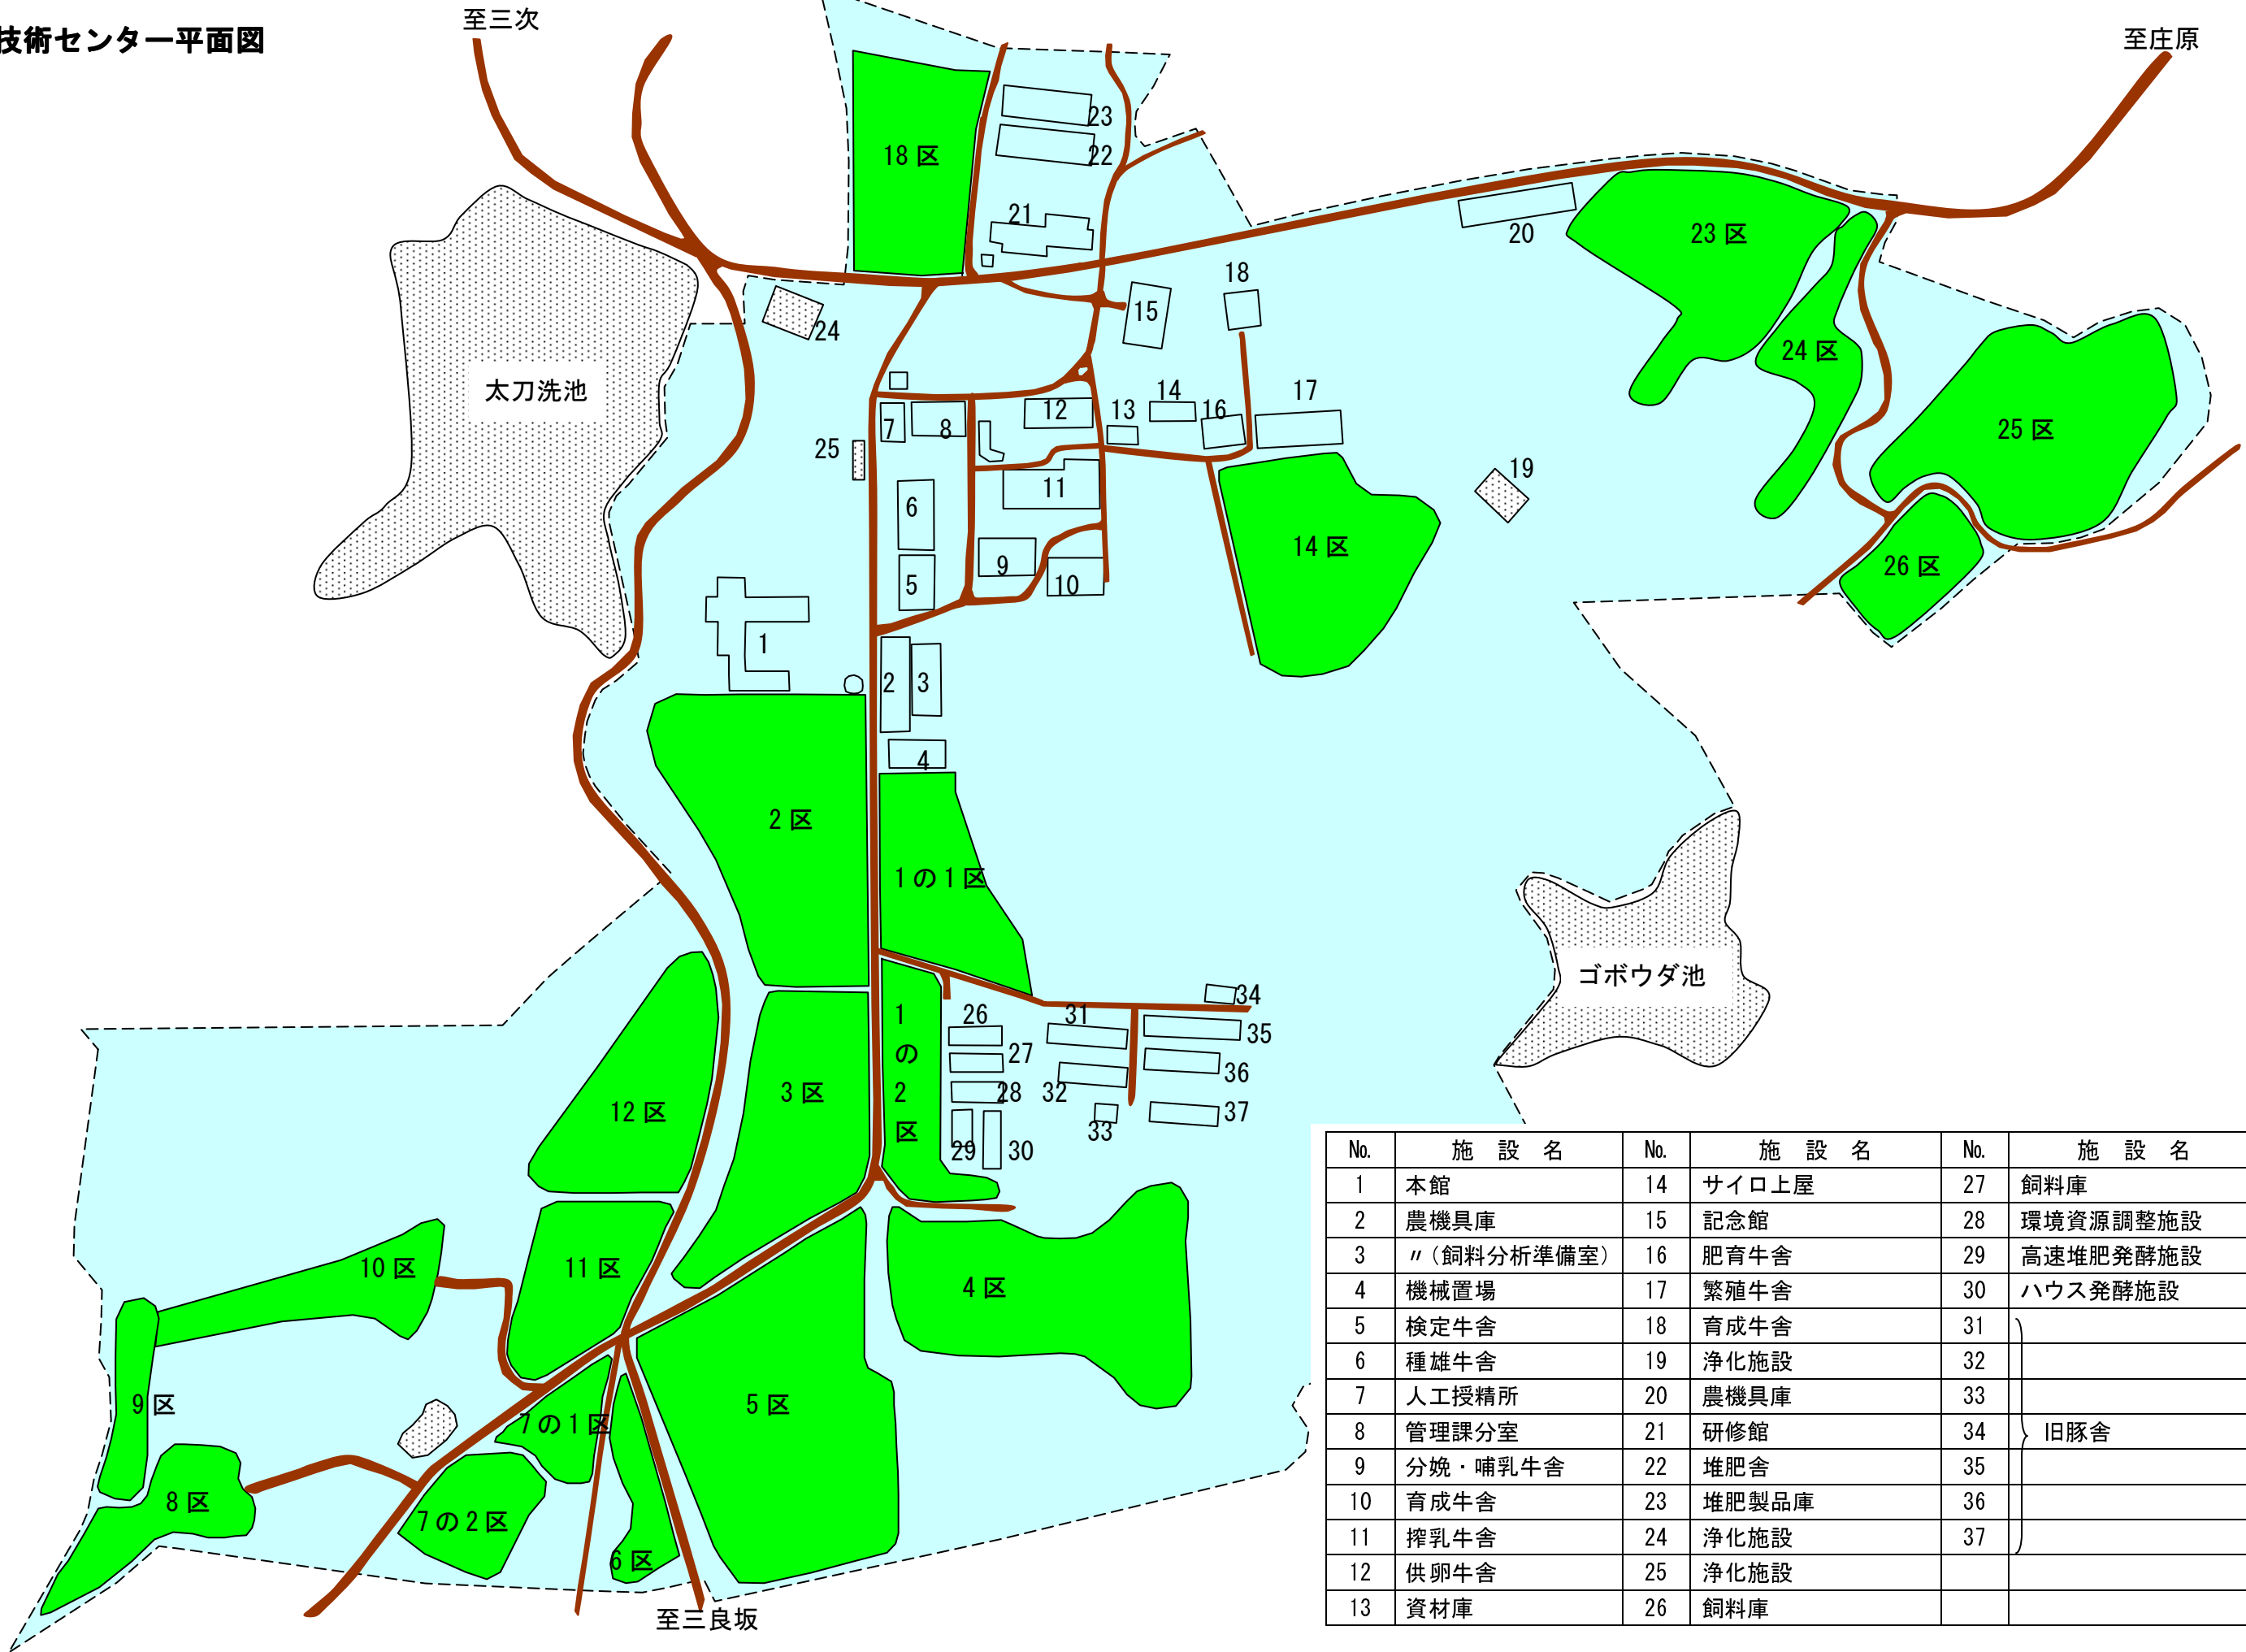 技術センター平面図
至三次
至庄原
23
18区
22
21
20
23区
18
15
24
24区
太刀洗池
14
17
12
13
16
7
8
25
25区
11
19
6
14区
9
5
10
26区
1
2
3
4
2区
1の1区
ゴボウダ池
34
1の2区
26
31
35
27
36
3区
28
32
12区
37
33
29
30
10区
11区
4区
9区
5区
7の1区
8区
7の2区
6区
至三良坂
№ 施設名 № 施設名 № 施設名
1 本館 14 サイロ上屋 27 飼料庫
2 農機具庫 15 記念館 28 環境資源調整施設
3 〃(飼料分析準備室) 16 肥育牛舎 29 高速堆肥発酵施設
4 機械置場 17 繁殖牛舎 30 ハウス発酵施設
5 検定牛舎 18 育成牛舎 31
6 種雄牛舎 19 浄化施設 32
7 人工授精所 20 農機具庫 33
8 管理課分室 21 研修館 34 旧豚舎
9 分娩・哺乳牛舎 22 堆肥舎 35
10 育成牛舎 23 堆肥製品庫 36
11 搾乳牛舎 24 浄化施設 37
12 供卵牛舎 25 浄化施設
13 資材庫 26 飼料庫